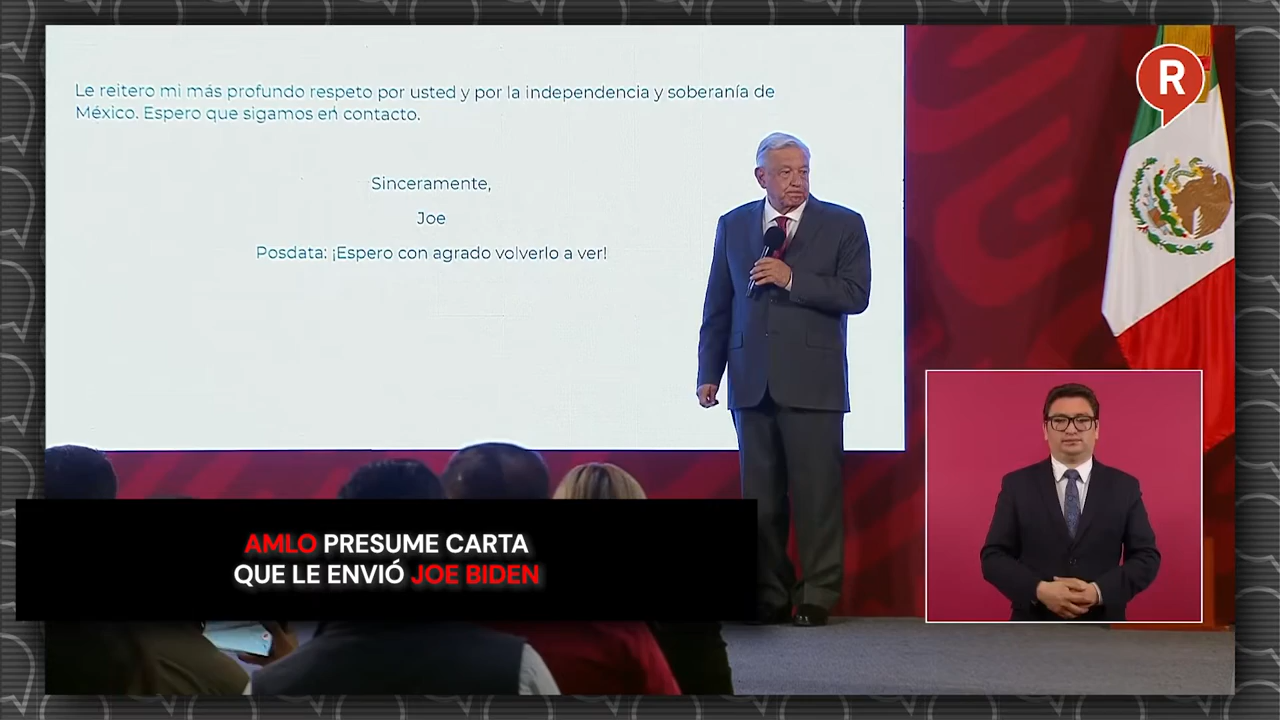 Le reitero mi más profundo respeto por usted y por la independencia y soberanía de
México. Espero que sigamos en contacto.
Sinceramente,
Joe
Posdata: ¡Espero con agrado volverlo a ver!
R
AMLO PRESUME CARTA
QUE LE ENVIÓ JOE BIDEN